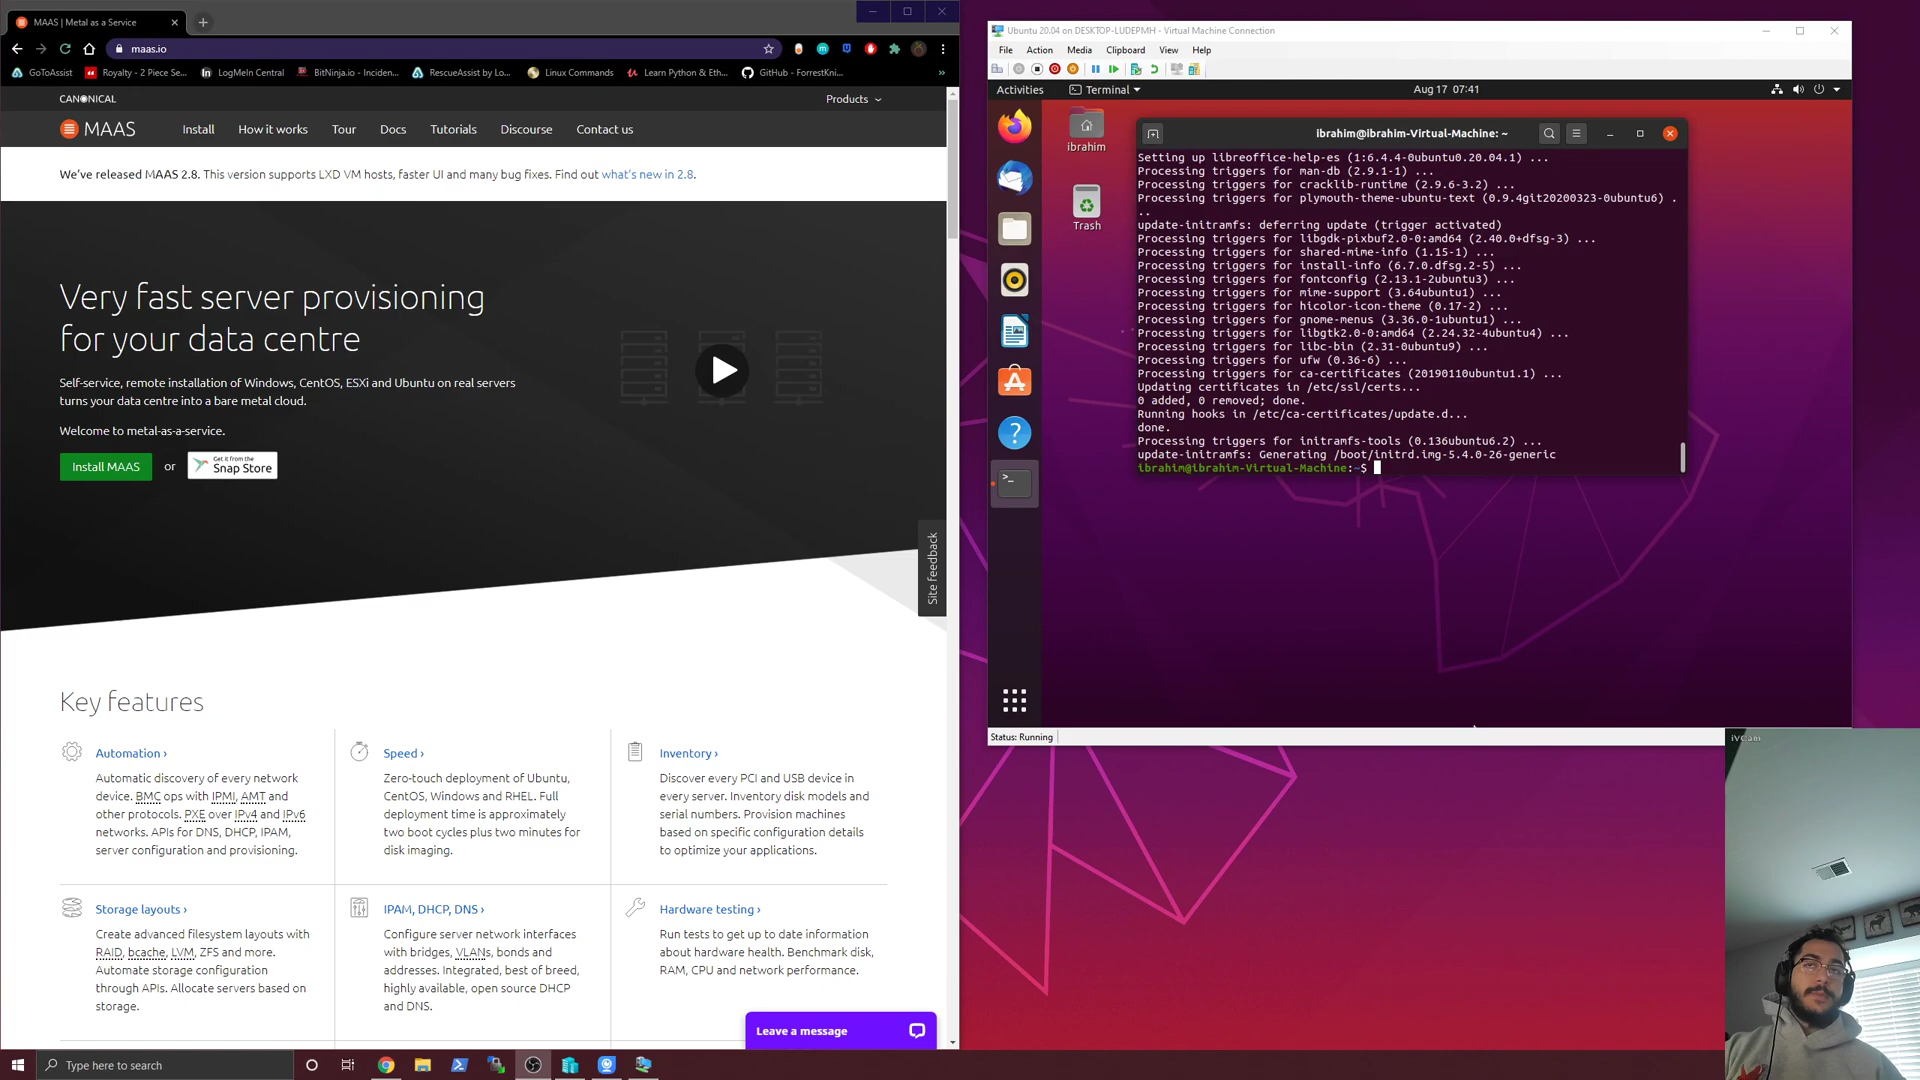 MAAS | Metal as a Service
maas.io
GoToAssist
Royalty - 2 Piece Se...
LogMeIn Central
BitNinja.io - Inciden...
RescueAssist by Lo...
Linux Commands
Learn Python & Eth...
GitHub - ForrestKni...
»
CANONICAL
Products
MAAS
Install
How it works
Tour
Docs
Tutorials
Discourse
Contact us
We've released MAAS 2.8. This version supports LXD VM hosts, faster UI and many bug fixes. Find out what's new in 2.8.
Very fast server provisioning
for your data centre
Self-service, remote installation of Windows, CentOS, ESXi and Ubuntu on real servers
turns your data centre into a bare metal cloud.
Welcome to metal-as-a-service.
Install MAAS
or
Get it from the
Snap Store
Site feedback
Key features
Automation ›
Automatic discovery of every network
device. BMC ops with IPMI, AMT and
other protocols. PXE over IPv4 and IPv6
networks. APIs for DNS, DHCP, IPAM,
server configuration and provisioning.
Speed ›
Zero-touch deployment of Ubuntu,
CentOS, Windows and RHEL. Full
deployment time is approximately
two boot cycles plus two minutes for
disk imaging.
Inventory ›
Discover every PCI and USB device in
every server. Inventory disk models and
serial numbers. Provision machines
based on specific configuration details
to optimize your applications.
Storage layouts ›
Create advanced filesystem layouts with
RAID, bcache, LVM, ZFS and more.
Automate storage configuration
through APIs. Allocate servers based on
storage.
IPAM, DHCP, DNS ›
Configure server network interfaces
with bridges, VLANs, bonds and
addresses. Integrated, best of breed,
highly available, open source DHCP
and DNS.
Hardware testing ›
Run tests to get up to date information
about hardware health. Benchmark disk,
RAM, CPU and network performance.
Leave a message
Type here to search
Ubuntu 20.04 on DESKTOP-LUDEPMH - Virtual Machine Connection
File Action Media Clipboard View Help
Activities
Terminal
Aug 17 07:41
ibrahim
Trash
ibrahim@ibrahim-Virtual-Machine: ~
Setting up libreoffice-help-es (1:6.4.4-0ubuntu0.20.04.1) ...
Processing triggers for man-db (2.9.1-1) ...
Processing triggers for cracklib-runtime (2.9.6-3.2) ...
Processing triggers for plymouth-theme-ubuntu-text (0.9.4git20200323-0ubuntu6) .
..
update-initramfs: deferring update (trigger activated)
Processing triggers for libgdk-pixbuf2.0-0:amd64 (2.40.0+dfsg-3) ...
Processing triggers for shared-mime-info (1.15-1) ...
Processing triggers for install-info (6.7.0.dfsg.2-5) ...
Processing triggers for fontconfig (2.13.1-2ubuntu3) ...
Processing triggers for mime-support (3.64ubuntu1) ...
Processing triggers for hicolor-icon-theme (0.17-2) ...
Processing triggers for gnome-menus (3.36.0-1ubuntu1) ...
Processing triggers for libgtk2.0-0:amd64 (2.24.32-4ubuntu4) ...
Processing triggers for libc-bin (2.31-0ubuntu9) ...
Processing triggers for ufw (0.36-6) ...
Processing triggers for ca-certificates (20190110ubuntu1.1) ...
Updating certificates in /etc/ssl/certs...
0 added, 0 removed; done.
Running hooks in /etc/ca-certificates/update.d...
done.
Processing triggers for initramfs-tools (0.136ubuntu6.2) ...
update-initramfs: Generating /boot/initrd.img-5.4.0-26-generic
ibrahim@ibrahim-Virtual-Machine:~$
Status: Running
iVCam